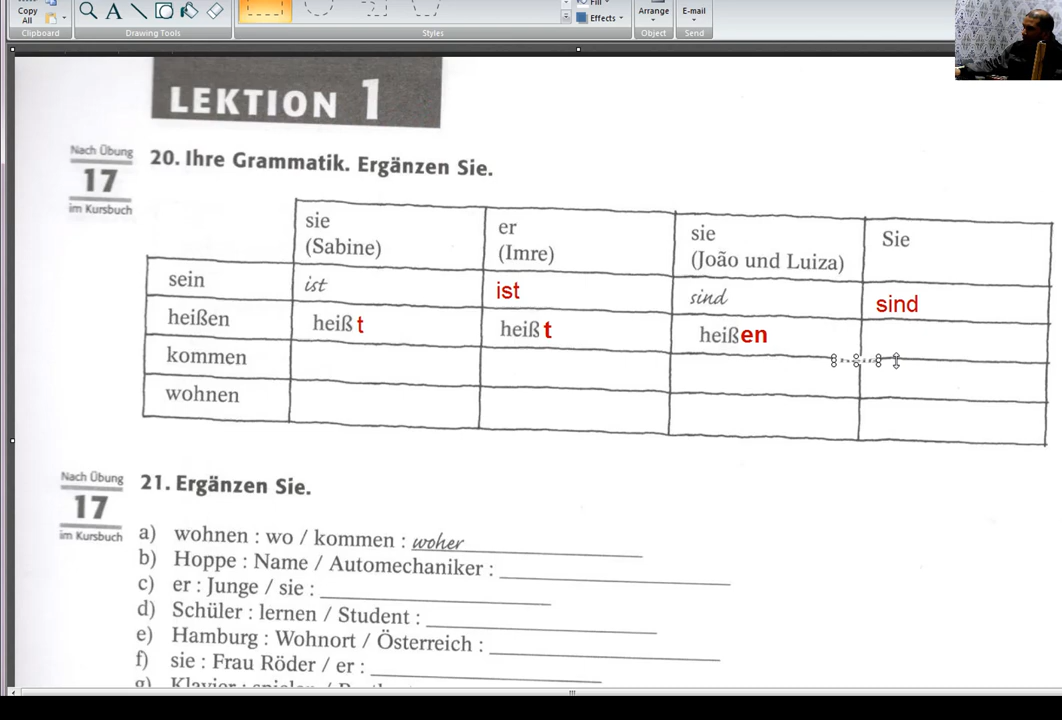 Copy
All
Fill
Effects
Arrange
E-mail
Clipboard
Drawing Tools
Styles
Object
Send
LEKTION 1
Nach Übung
17
im Kursbuch
20. Ihre Grammatik. Ergänzen Sie.
sie (Sabine)
er (Imre)
sie (João und Luiza)
Sie
sein ist ist sind sind
heißen heißt heißt heißen
kommen
wohnen
Nach Übung
17
im Kursbuch
21. Ergänzen Sie.
a) wohnen : wo / kommen : woher
b) Hoppe : Name / Automechaniker :
c) er : Junge / sie :
d) Schüler : lernen / Student :
e) Hamburg : Wohnort / Österreich :
f) sie : Frau Röder / er :